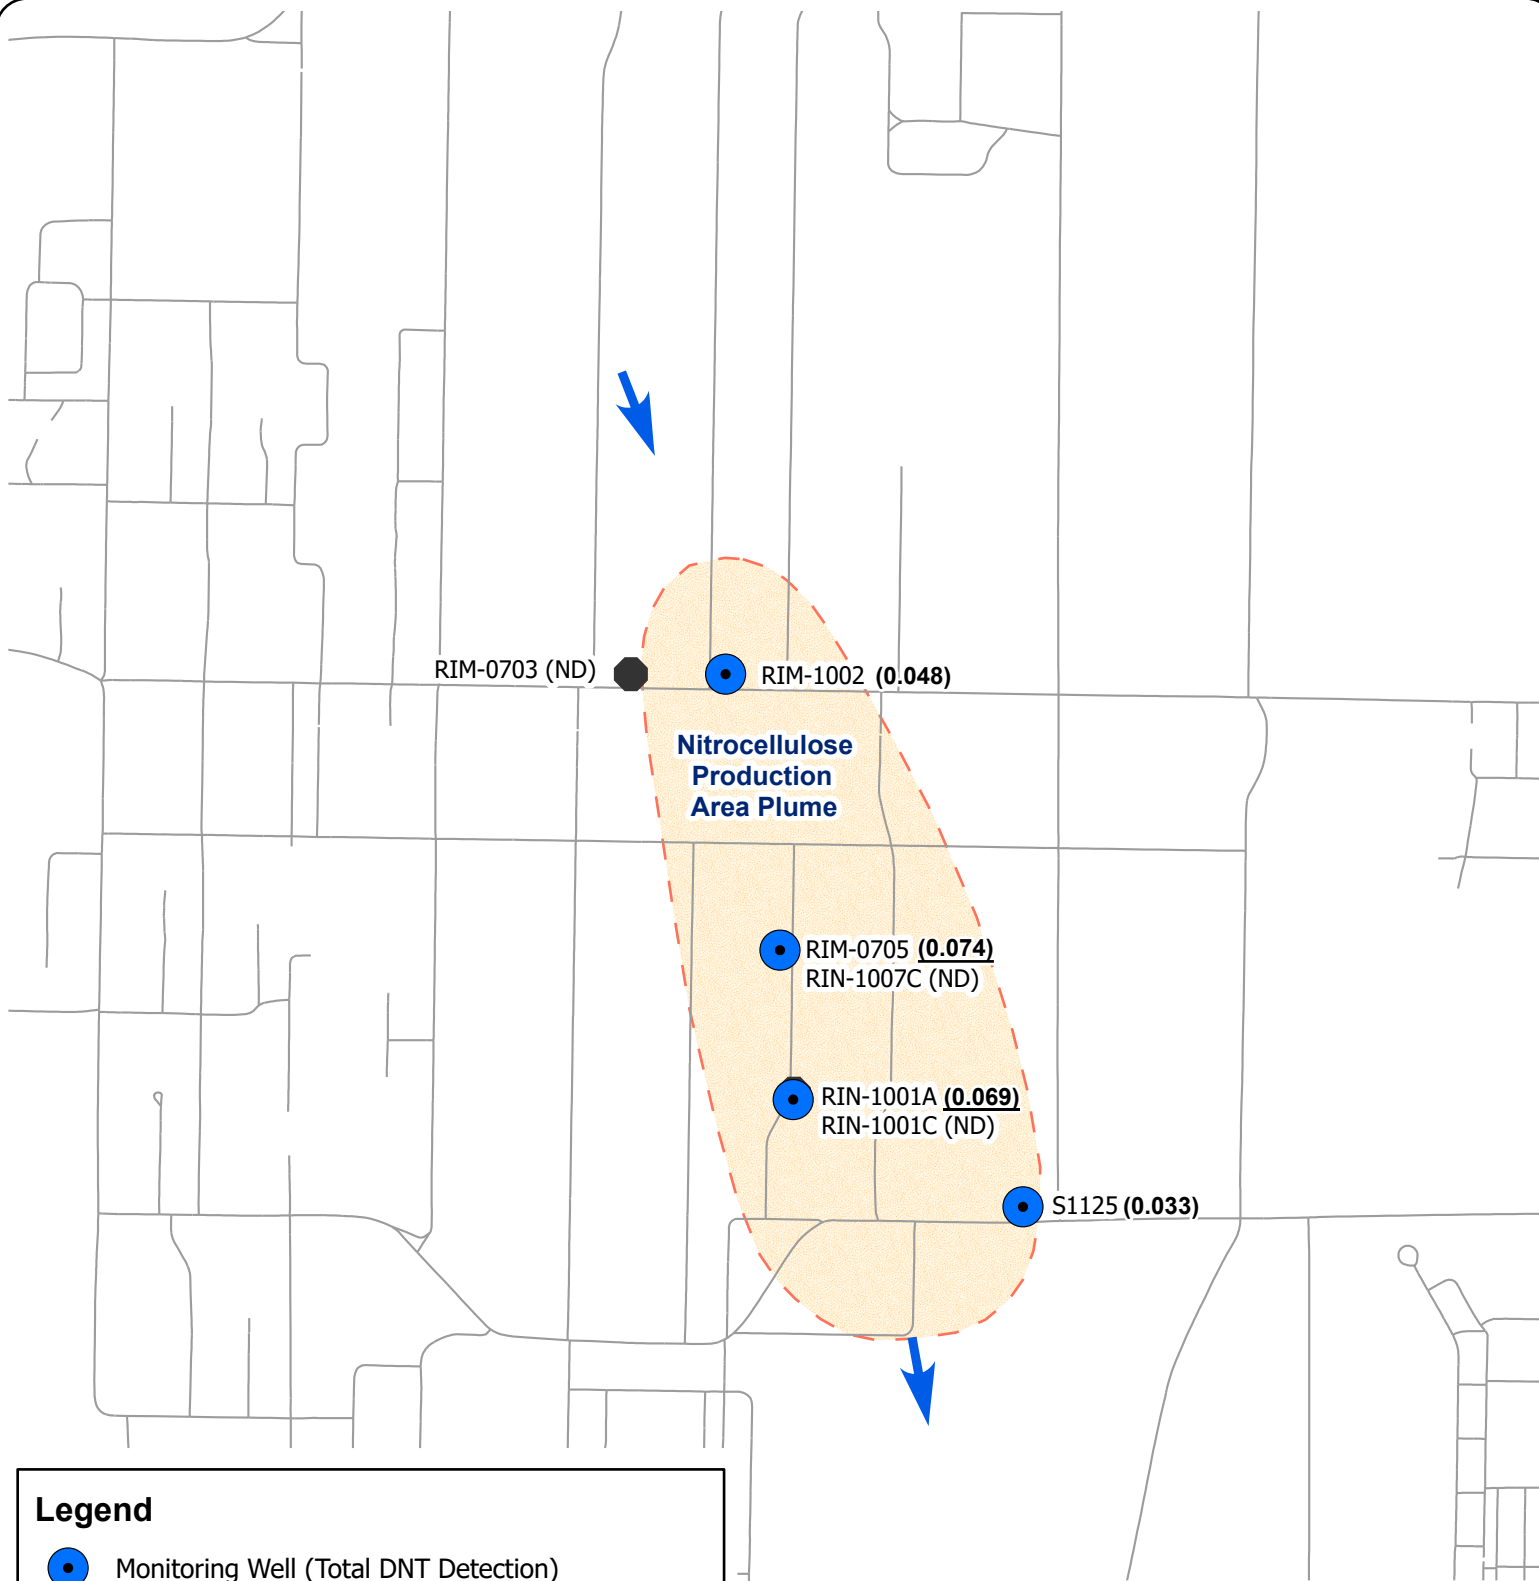 RIM-0703 (ND)
RIM-1002 (0.048)
Nitrocellulose
Production
Area Plume
RIM-0705 (0.074)
RIN-1007C (ND)
RIN-1001A (0.069)
RIN-1001C (ND)
S1125 (0.033)
Legend
Monitoring Well (Total DNT Detection)